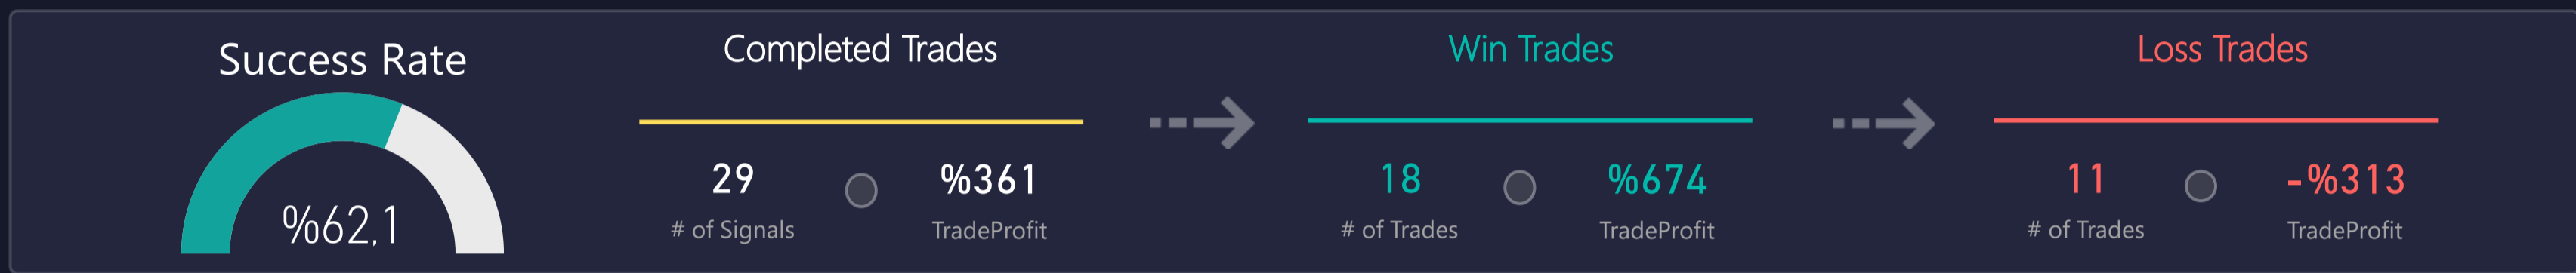 Success Rate
%62,1
Completed Trades
29
# of Signals
%361
TradeProfit
Win Trades
18
# of Trades
%674
TradeProfit
Loss Trades
11
# of Trades
-%313
TradeProfit